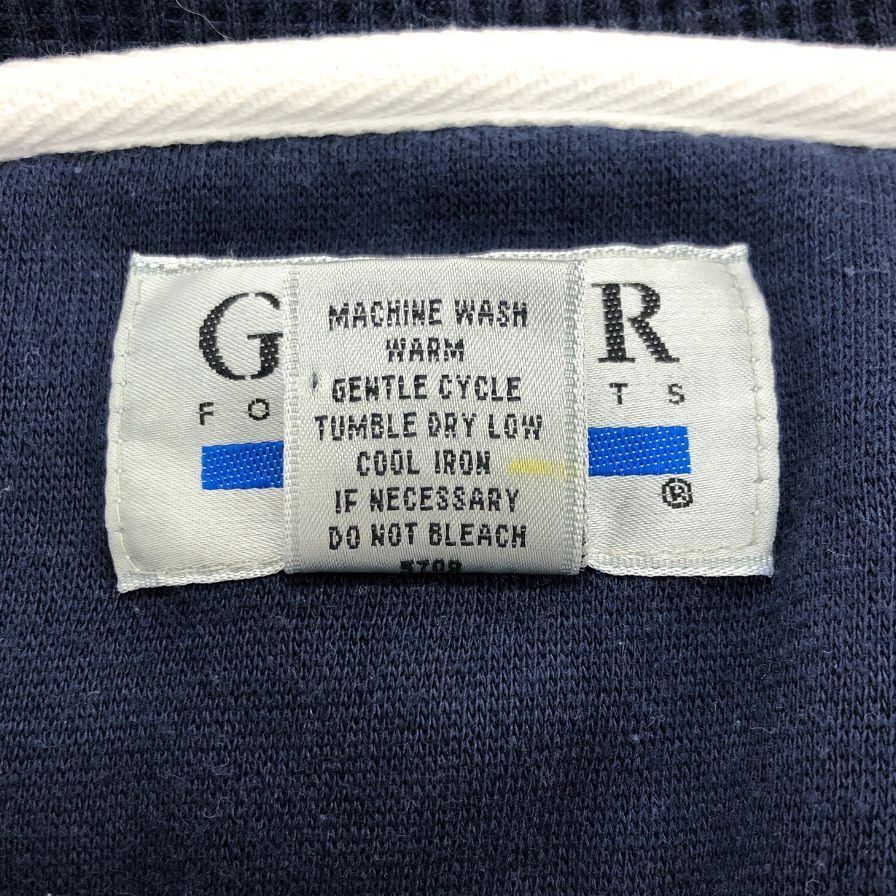 G R
FO TS
®
MACHINE WASH
WARM
GENTLE CYCLE
TUMBLE DRY LOW
COOL IRON
IF NECESSARY
DO NOT BLEACH